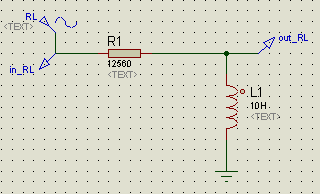 RL
<TEXT>
in_RL
R1
12560
<TEXT>
out_RL
L1
10H
<TEXT>